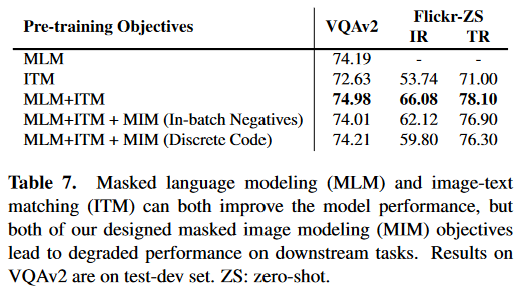 Pre-training Objectives VQAv2 Flickr-ZS
IR TR
MLM 74.19 - -
ITM 72.63 53.74 71.00
MLM+ITM 74.98 66.08 78.10
MLM+ITM + MIM (In-batch Negatives) 74.01 62.12 76.90
MLM+ITM + MIM (Discrete Code) 74.21 59.80 76.30
Table 7. Masked language modeling (MLM) and image-text
matching (ITM) can both improve the model performance, but
both of our designed masked image modeling (MIM) objectives
lead to degraded performance on downstream tasks. Results on
VQAv2 are on test-dev set. ZS: zero-shot.